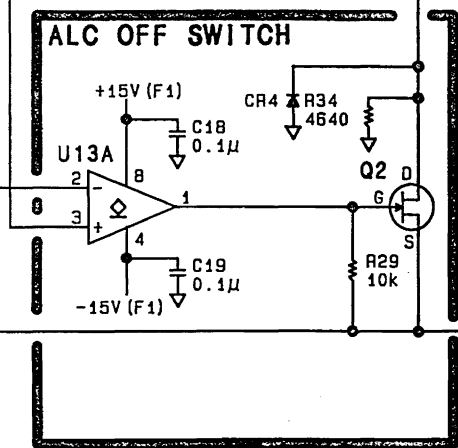 ALC OFF SWITCH
+15V(F1)
C18
0.1µ
CR4
R34
4640
U13A
8
2
-
3
+
1
4
Q2
D
G
S
C19
0.1µ
-15V(F1)
R29
10k